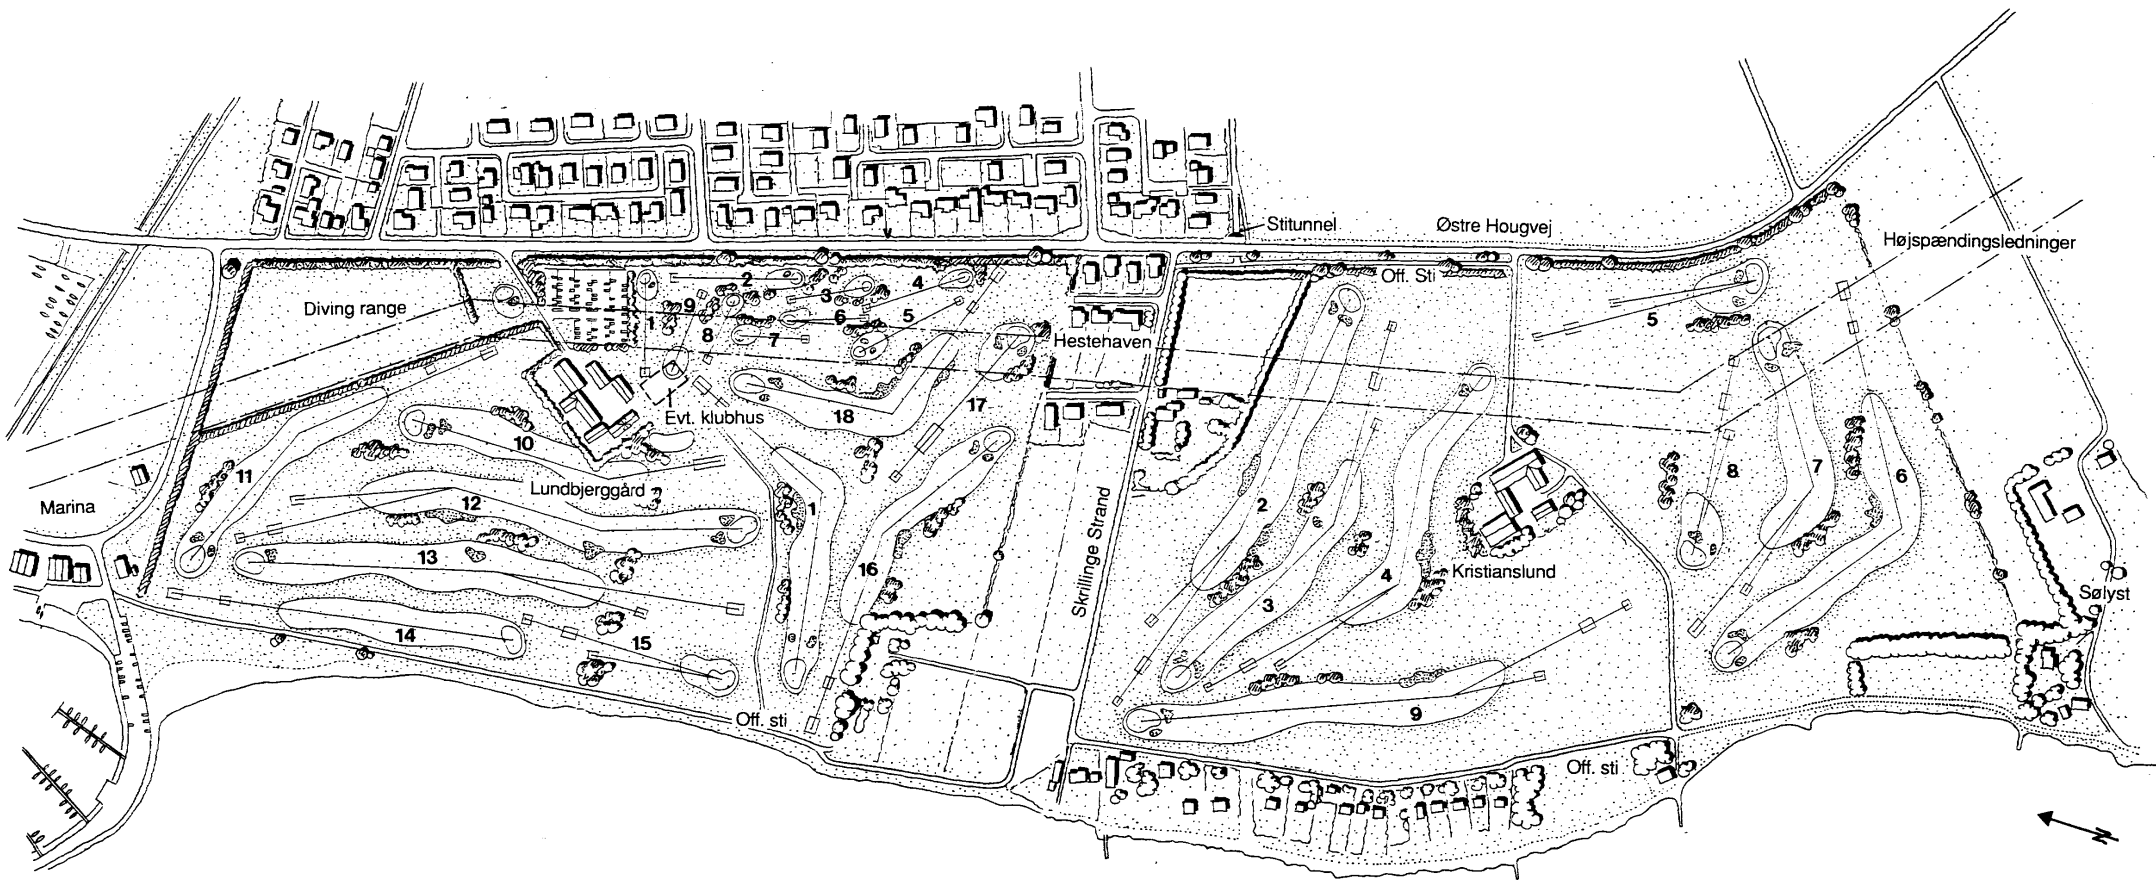 Stitunnel
Østre Hougvej
Højspændingsledninger
Off. Sti
Diving range
2
3
4
9
1
8
6
5
7
5
Hestehaven
Evt. klubhus
18
17
10
11
12
Lundbjerggård
Marina
1
2
8
7
6
13
16
Skrillinge Strand
3
4
Kristianslund
Sølyst
14
15
Off. sti
9
Off. sti
N